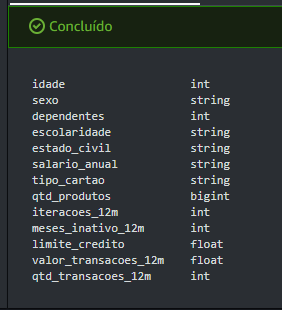 Concluído
idade int
sexo string
dependentes int
escolaridade string
estado_civil string
salario_anual string
tipo_cartao string
qtd_produtos bigint
iteracoes_12m int
meses_inativo_12m int
limite_credito float
valor_transacoes_12m float
qtd_transacoes_12m int